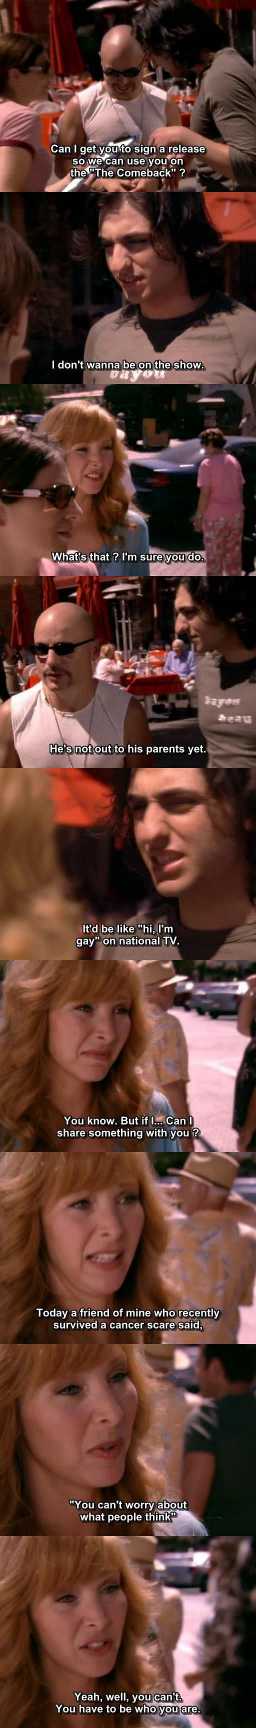 Can I get you to sign a release
so we can use you on
the "The Comeback" ?
bayou
I don't wanna be on the show.
What's that ? I'm sure you do.
bayou
beau
He's not out to his parents yet.
It'd be like "hi, I'm
gay" on national TV.
You know. But if I... Can I
share something with you ?
Today a friend of mine who recently
survived a cancer scare said,
"You can't worry about
what people think"
Yeah, well, you can't.
You have to be who you are.